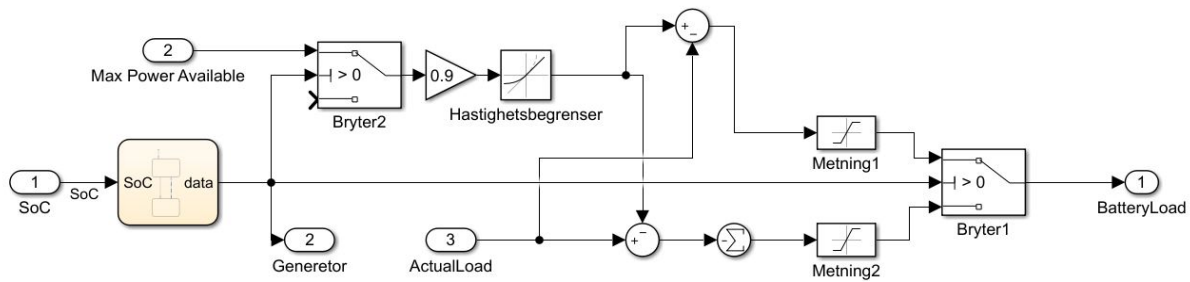 2
Max Power Available
> 0
Bryter2
0.9
Hastighetsbegrenser
+
−
1
SoC
SoC
SoC
data
2
Generetor
3
ActualLoad
+
−
-Σ
Metning1
Metning2
> 0
Bryter1
1
BatteryLoad